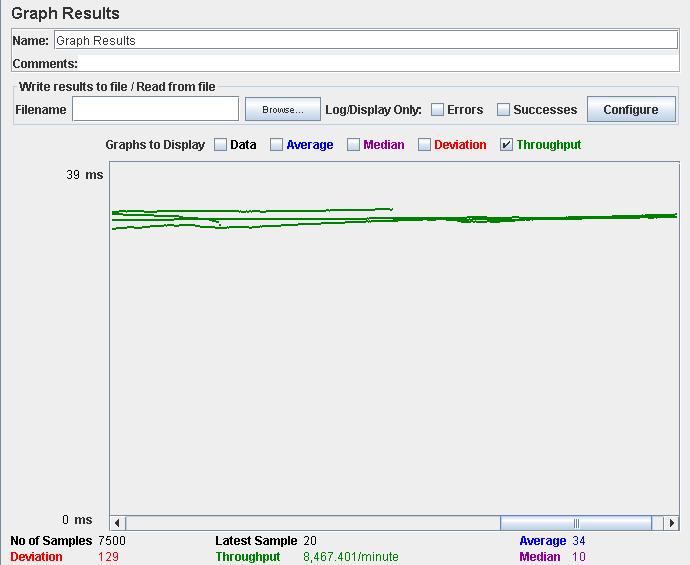 Graph Results
Name: Graph Results
Comments:
Write results to file / Read from file
Filename Browse... Log/Display Only: Errors Successes Configure
Graphs to Display Data Average Median Deviation Throughput
39 ms
0 ms
No of Samples 7500 Latest Sample 20 Average 34
Deviation 129 Throughput 8,467.401/minute Median 10